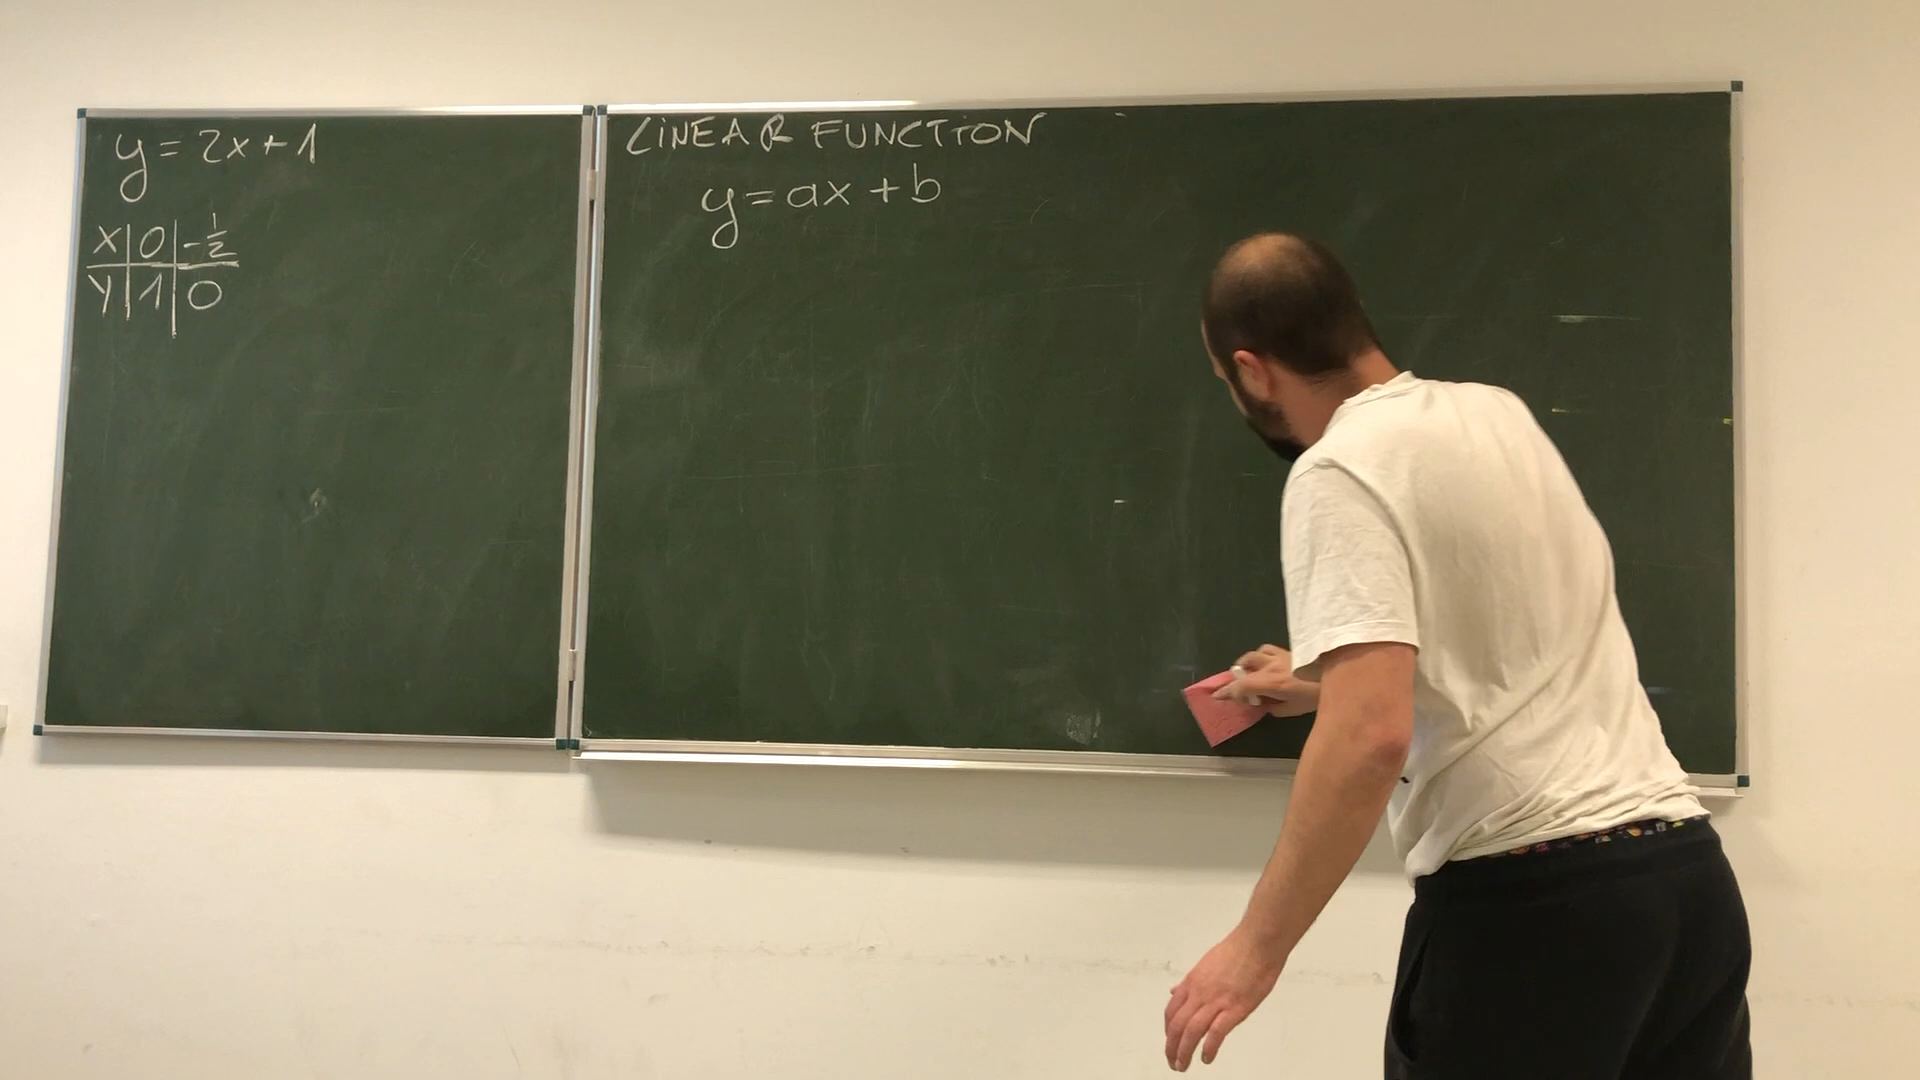 y = 2x + 1
x | 0 | -1/2
y | 1 | 0
LINEAR FUNCTION
y = ax + b